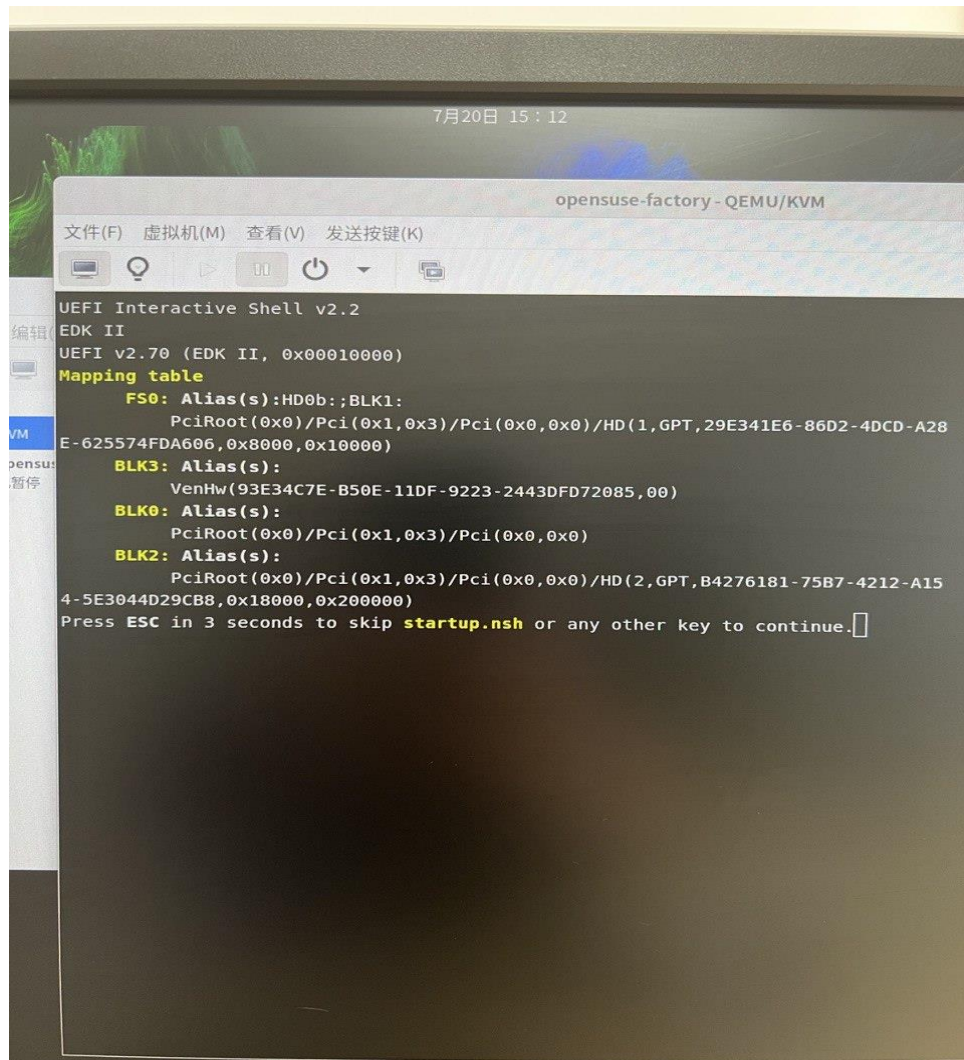 7月20日 15：12
opensuse-factory - QEMU/KVM
文件(F) 虚拟机(M) 查看(V) 发送按键(K)
编辑(
VM
pensus
暂停
UEFI Interactive Shell v2.2
EDK II
UEFI v2.70 (EDK II, 0x00010000)
Mapping table
FS0: Alias(s):HD0b:;BLK1:
PciRoot(0x0)/Pci(0x1,0x3)/Pci(0x0,0x0)/HD(1,GPT,29E341E6-86D2-4DCD-A28
E-625574FDA606,0x8000,0x10000)
BLK3: Alias(s):
VenHw(93E34C7E-B50E-11DF-9223-2443DFD72085,00)
BLK0: Alias(s):
PciRoot(0x0)/Pci(0x1,0x3)/Pci(0x0,0x0)
BLK2: Alias(s):
PciRoot(0x0)/Pci(0x1,0x3)/Pci(0x0,0x0)/HD(2,GPT,B4276181-75B7-4212-A15
4-5E3044D29CB8,0x18000,0x200000)
Press ESC in 3 seconds to skip startup.nsh or any other key to continue.